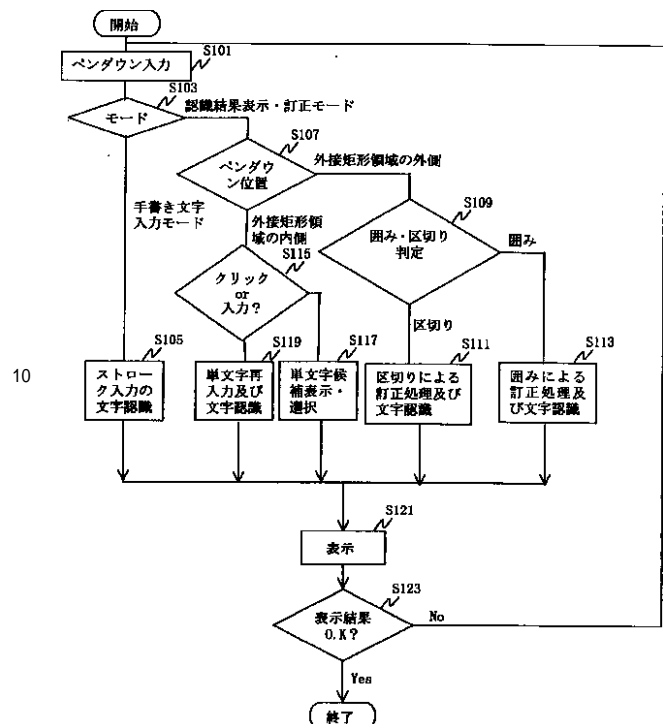 開始
S101
ペンダウン入力
S103
モード
認識結果表示・訂正モード
S107
ペンダウ
ン位置
外接矩形領域の外側
手書き文字
入力モード
外接矩形領
域の内側
S109
囲み・区切り
判定
囲み
S115
クリック
or
入力？
区切り
S105
ストロー
ク入力の
文字認識
S119
単文字再
入力及び
文字認識
S117
単文字候
補表示・
選択
S111
区切りによる
訂正処理及び
文字認識
S113
囲みによる
訂正処理及
び文字認識
10
S121
表示
S123
表示結果
O.K？
No
Yes
終了